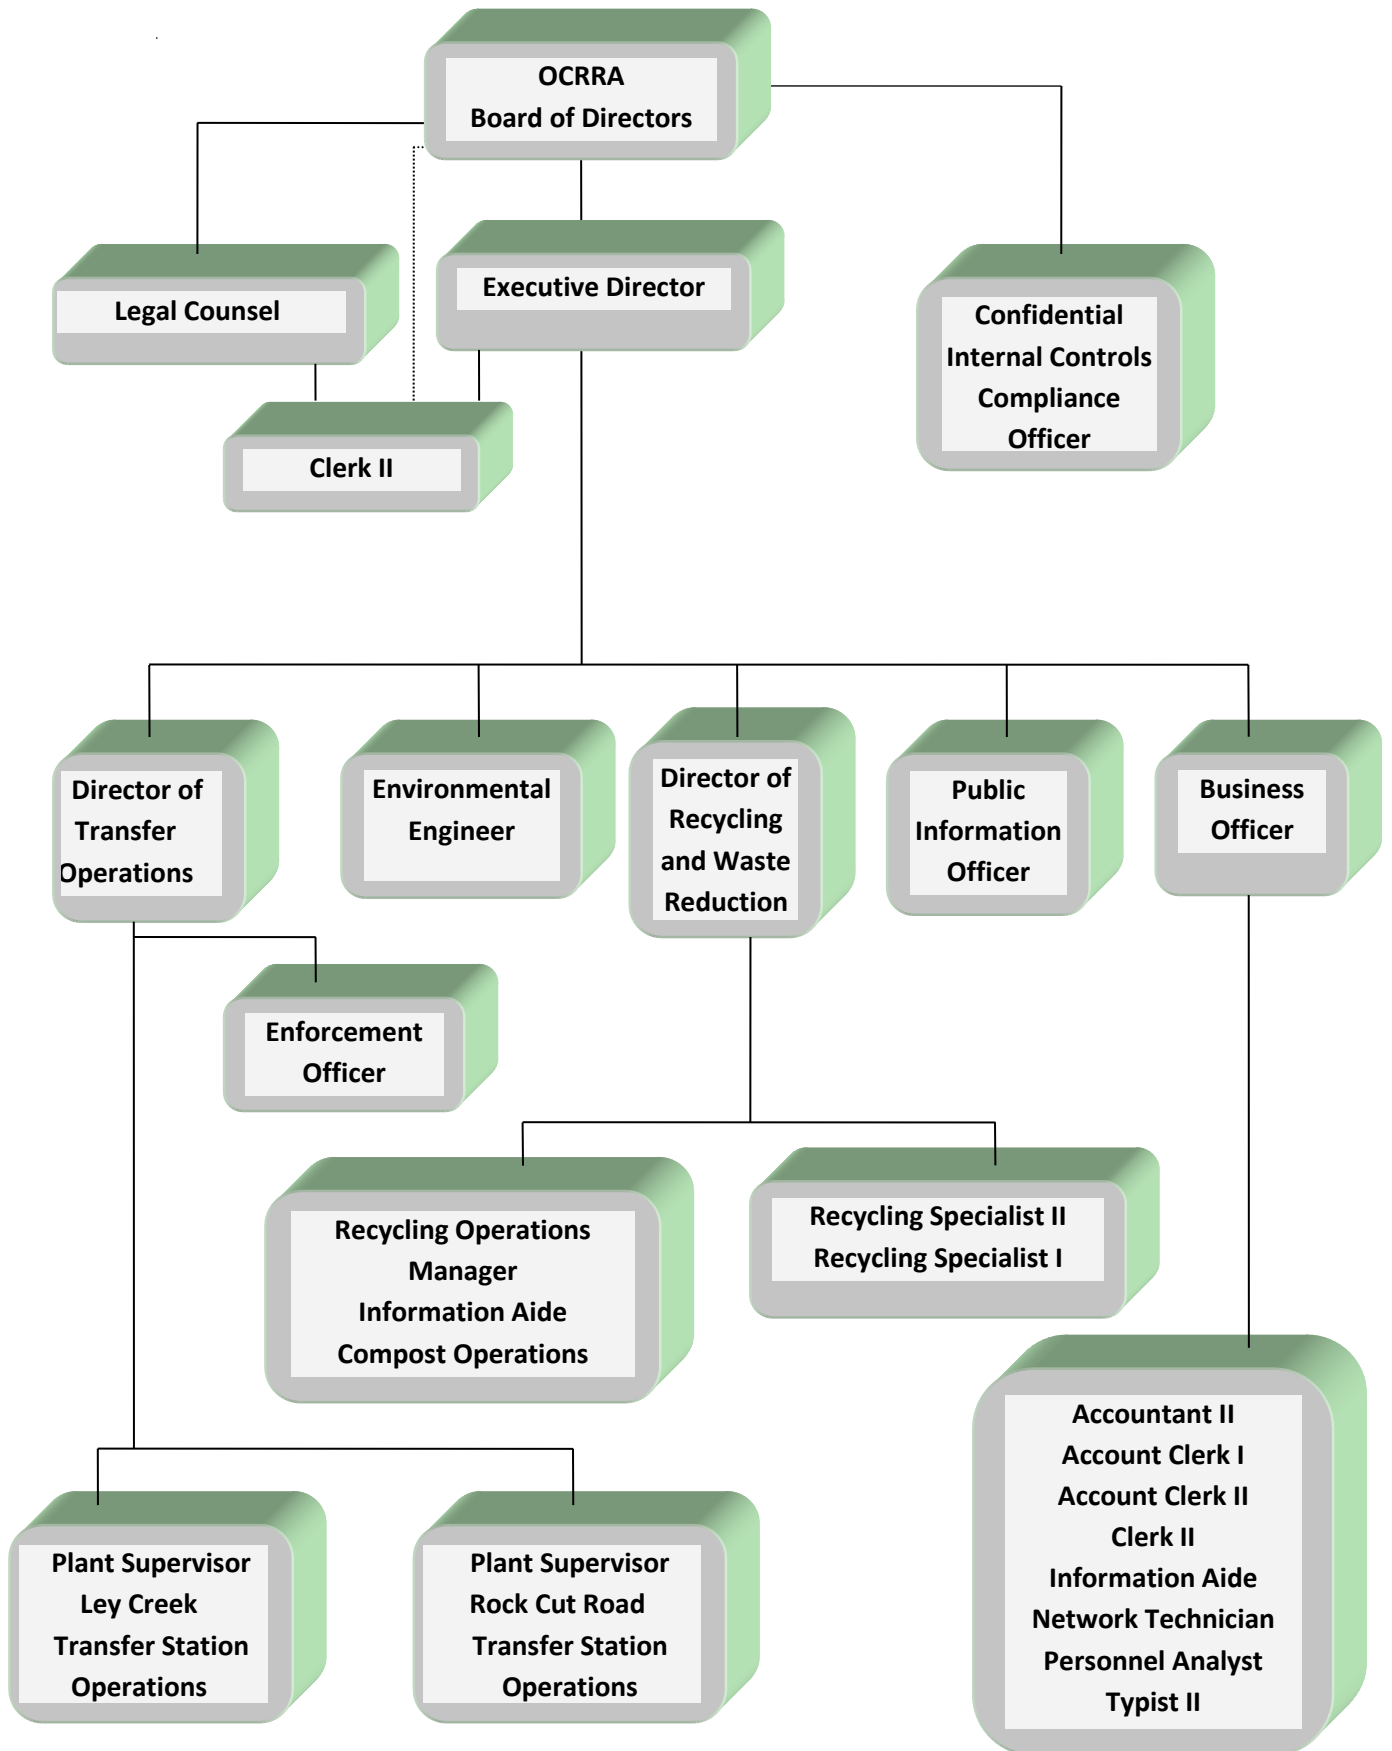 OCRRA
Board of Directors
Legal Counsel
Executive Director
Confidential
Internal Controls
Compliance
Officer
Clerk II
Director of
Transfer
Operations
Environmental
Engineer
Director of
Recycling
and Waste
Reduction
Public
Information
Officer
Business
Officer
Enforcement
Officer
Recycling Operations
Manager
Information Aide
Compost Operations
Recycling Specialist II
Recycling Specialist I
Accountant II
Account Clerk I
Account Clerk II
Clerk II
Information Aide
Network Technician
Personnel Analyst
Typist II
Plant Supervisor
Ley Creek
Transfer Station
Operations
Plant Supervisor
Rock Cut Road
Transfer Station
Operations